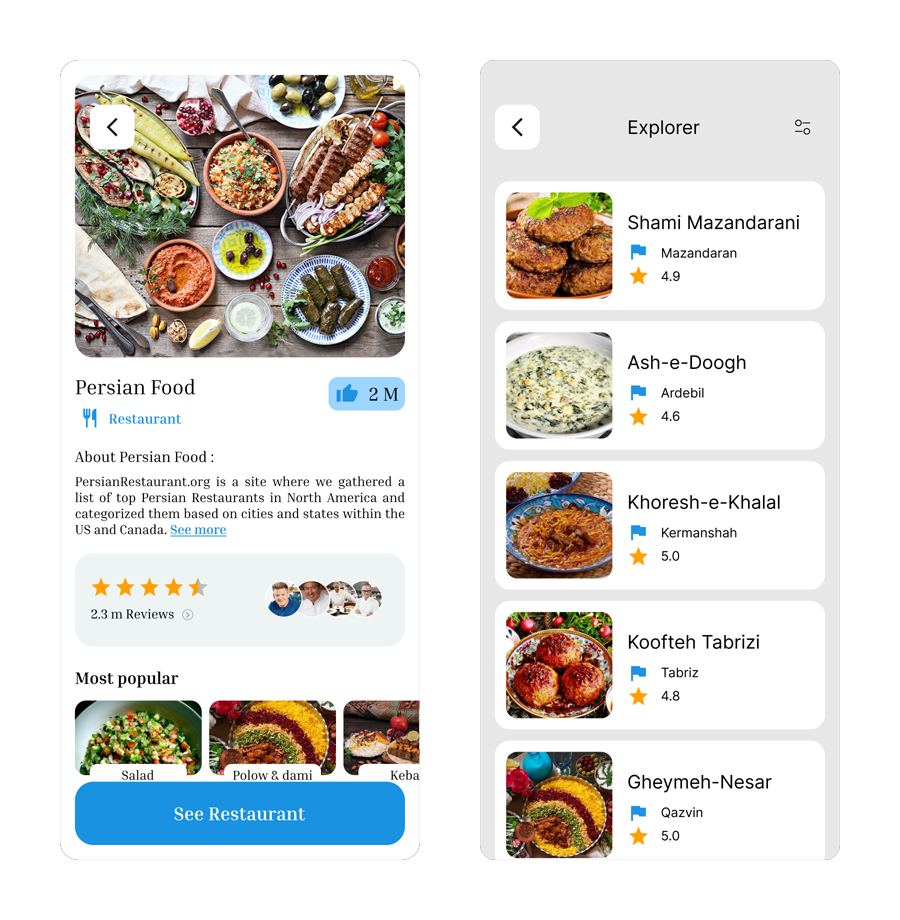 Persian Food
2 M
Restaurant
About Persian Food :
PersianRestaurant.org is a site where we gathered a
list of top Persian Restaurants in North America and
categorized them based on cities and states within the
US and Canada. See more
2.3 m Reviews
Most popular
Salad
Polow & dami
Keba
See Restaurant
Explorer
Shami Mazandarani
Mazandaran
4.9
Ash-e-Doogh
Ardebil
4.6
Khoresh-e-Khalal
Kermanshah
5.0
Koofteh Tabrizi
Tabriz
4.8
Gheymeh-Nesar
Qazvin
5.0